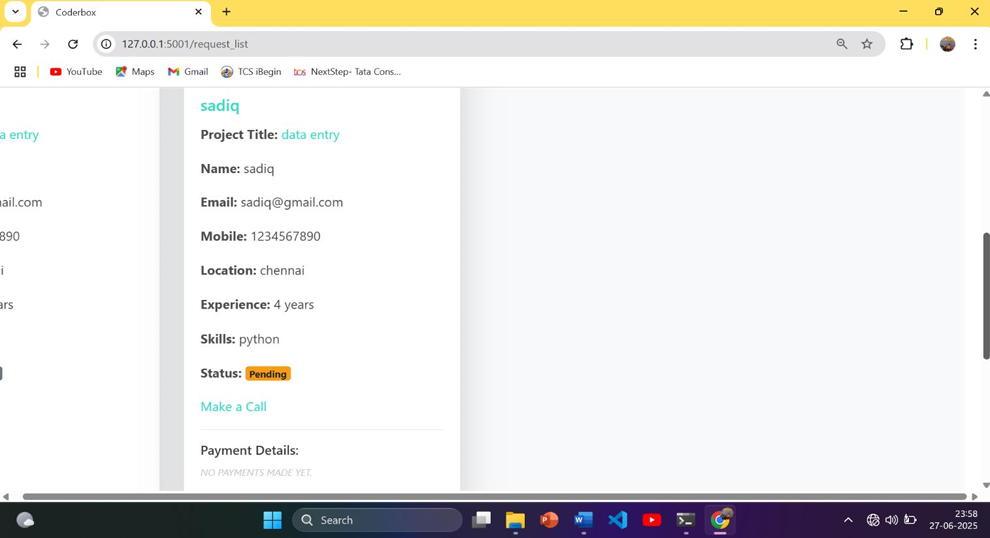 Coderbox
127.0.0.1:5001/request_list
YouTube Maps Gmail TCS iBegin NextStep- Tata Cons...
sadiq
a entry
Project Title: data entry
Name: sadiq
ail.com
Email: sadiq@gmail.com
890
Mobile: 1234567890
i
Location: chennai
ars
Experience: 4 years
Skills: python
Status: Pending
Make a Call
Payment Details:
NO PAYMENTS MADE YET.
Search
23:58
27-06-2025